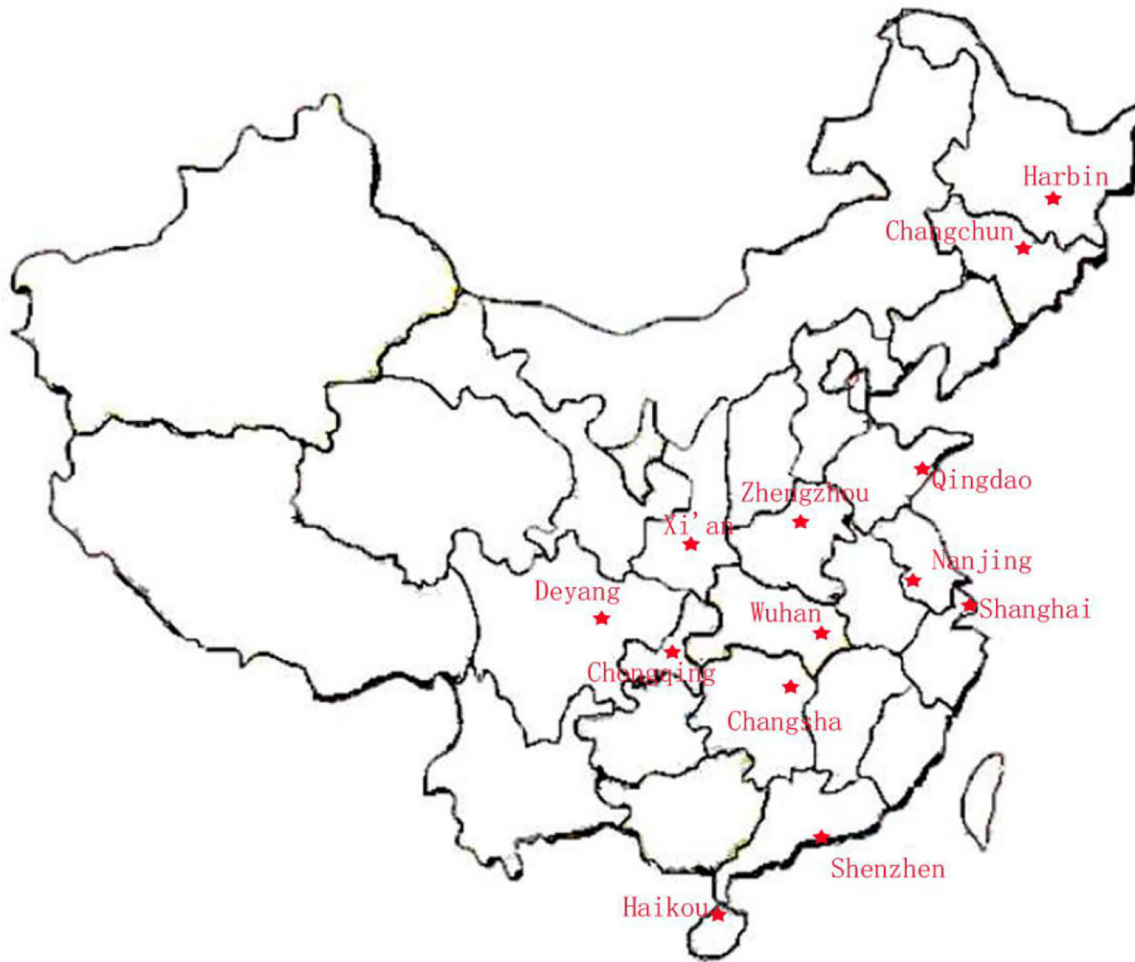 Harbin
Changchun
Qingdao
Zhengzhou
Xi'an
Nanjing
Deyang
Wuhan
Shanghai
Chongqing
Changsha
Shenzhen
Haikou